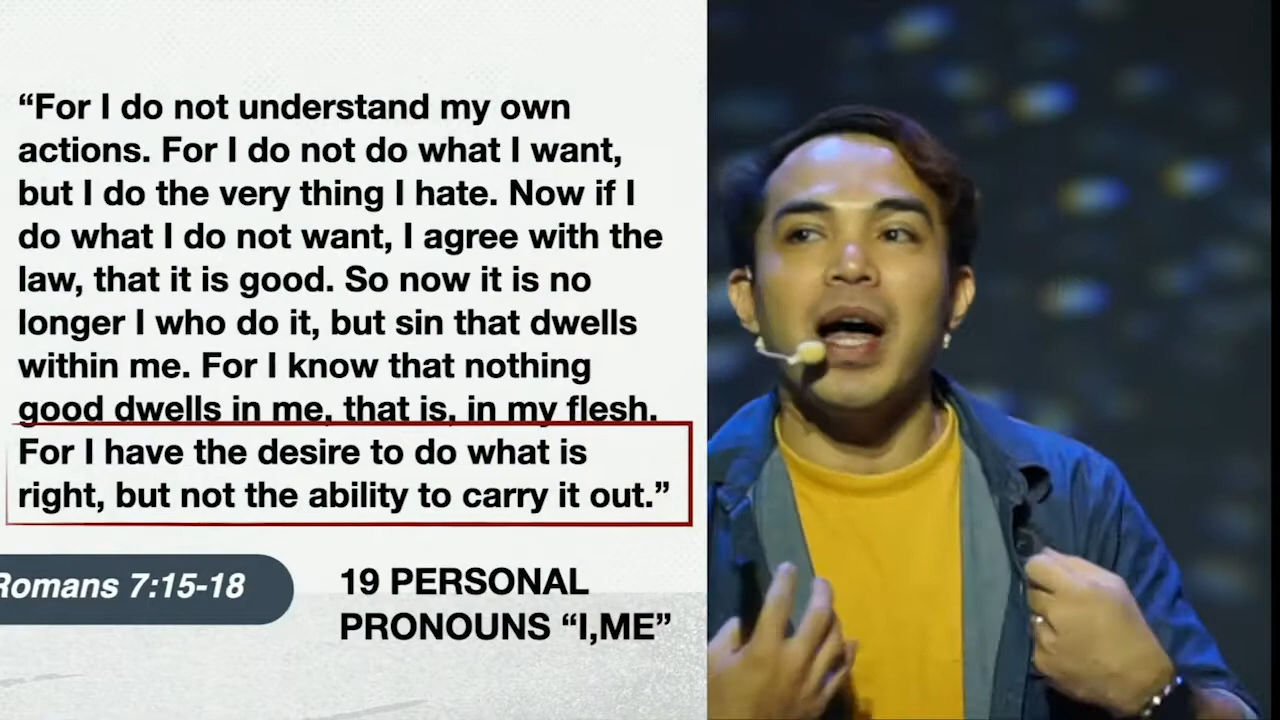 “For I do not understand my own
actions. For I do not do what I want,
but I do the very thing I hate. Now if I
do what I do not want, I agree with the
law, that it is good. So now it is no
longer I who do it, but sin that dwells
within me. For I know that nothing
good dwells in me, that is, in my flesh.
For I have the desire to do what is
right, but not the ability to carry it out.”
Romans 7:15-18
19 PERSONAL
PRONOUNS “I,ME”